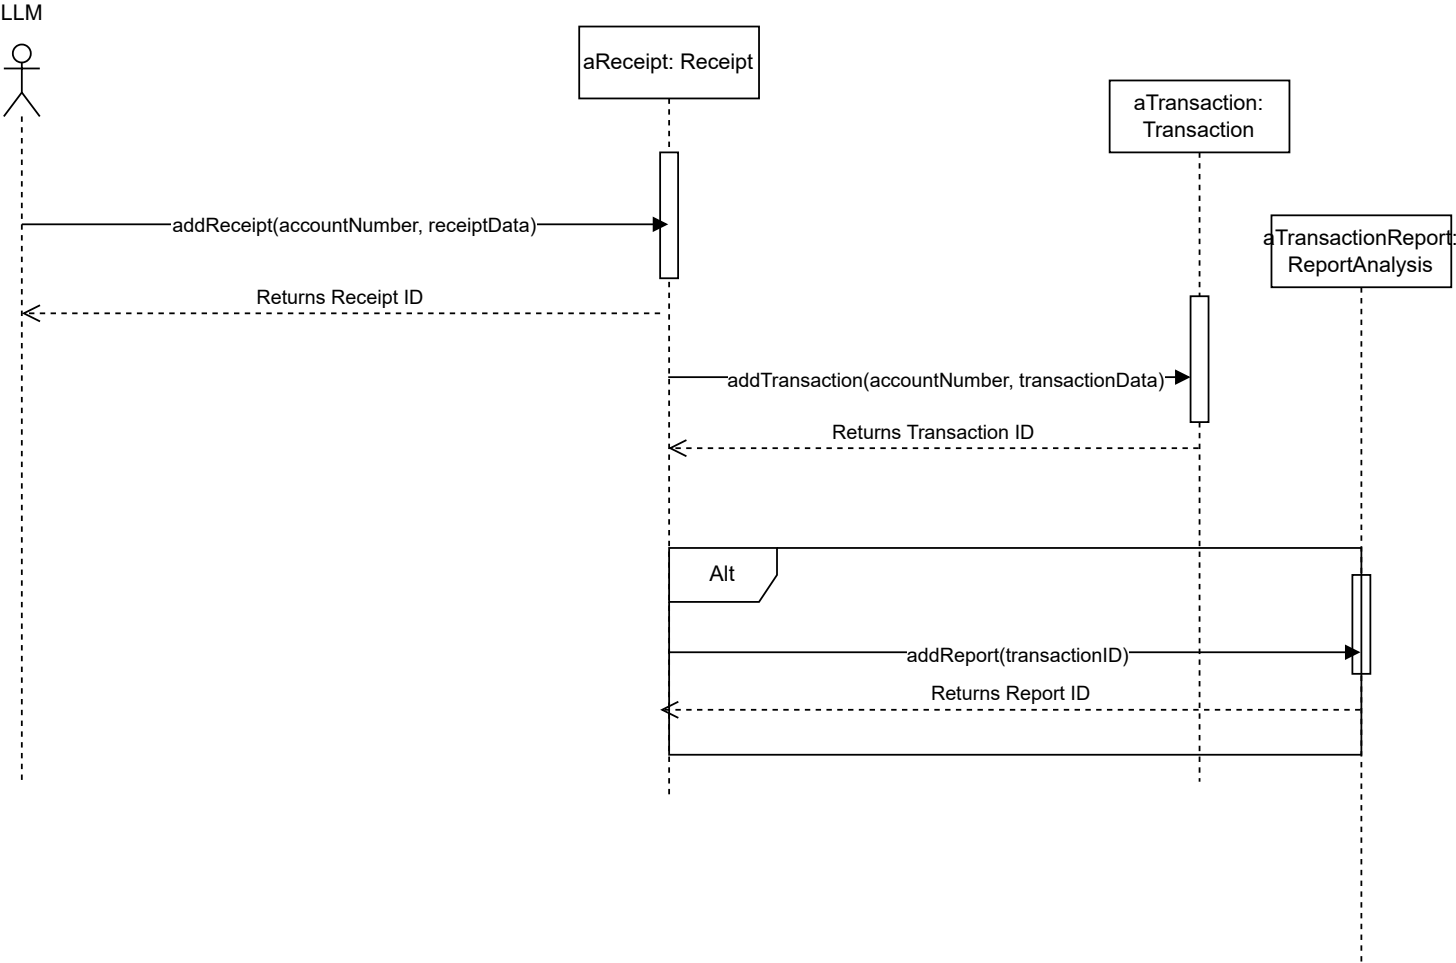 LLM
aReceipt: Receipt
aTransaction:
Transaction
aTransactionReport:
ReportAnalysis
addReceipt(accountNumber, receiptData)
Returns Receipt ID
addTransaction(accountNumber, transactionData)
Returns Transaction ID
Alt
addReport(transactionID)
Returns Report ID